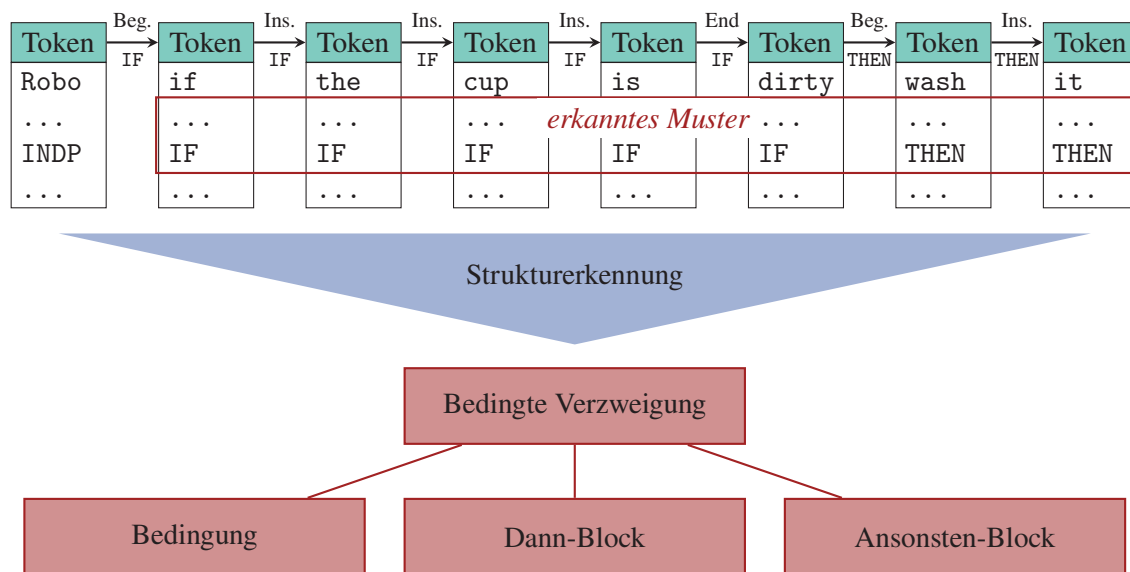 Beg. Ins. Ins. Ins. End Beg. Ins.
Token Token Token Token Token Token Token Token
IF IF IF IF IF THEN THEN
Robo if the cup is dirty wash it
... ... ... ... erkanntes Muster ... ... ...
INDP IF IF IF IF IF THEN THEN
... ... ... ... ... ... ... ...
Strukturerkennung
Bedingte Verzweigung
Bedingung Dann-Block Ansonsten-Block